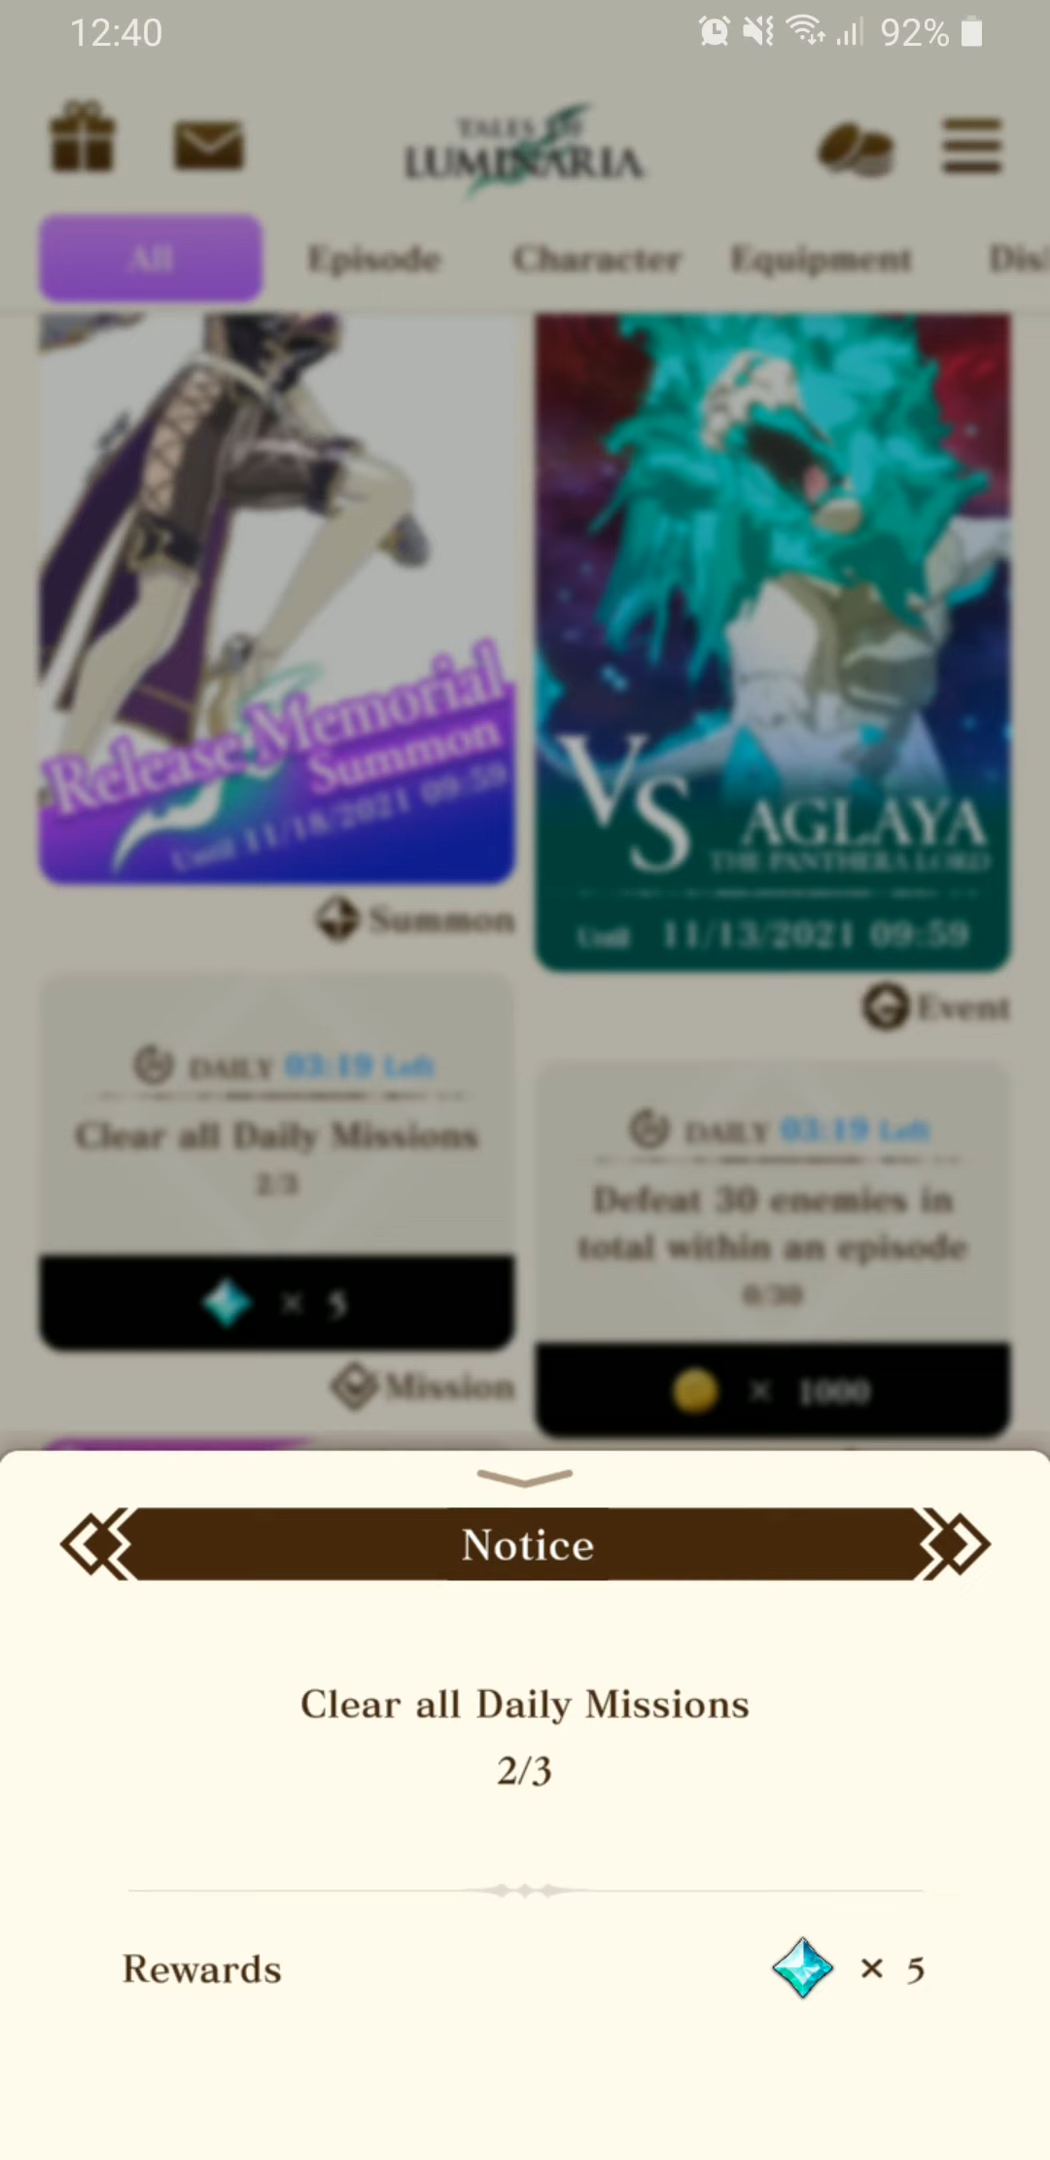 12:40
92%
TALES OF
LUMINARIA
All Episode Character Equipment
Release Memorial
Summon
Until 11/18/2021 09:59
Summon
VS AGLAYA
THE PANTHERA LORD
Until 11/13/2021 09:59
Event
DAILY 03:19 Left
Clear all Daily Missions
2/3
× 5
Mission
DAILY 03:19 Left
Defeat 30 enemies in
total within an episode
0/30
× 1000
Notice
Clear all Daily Missions
2/3
Rewards × 5